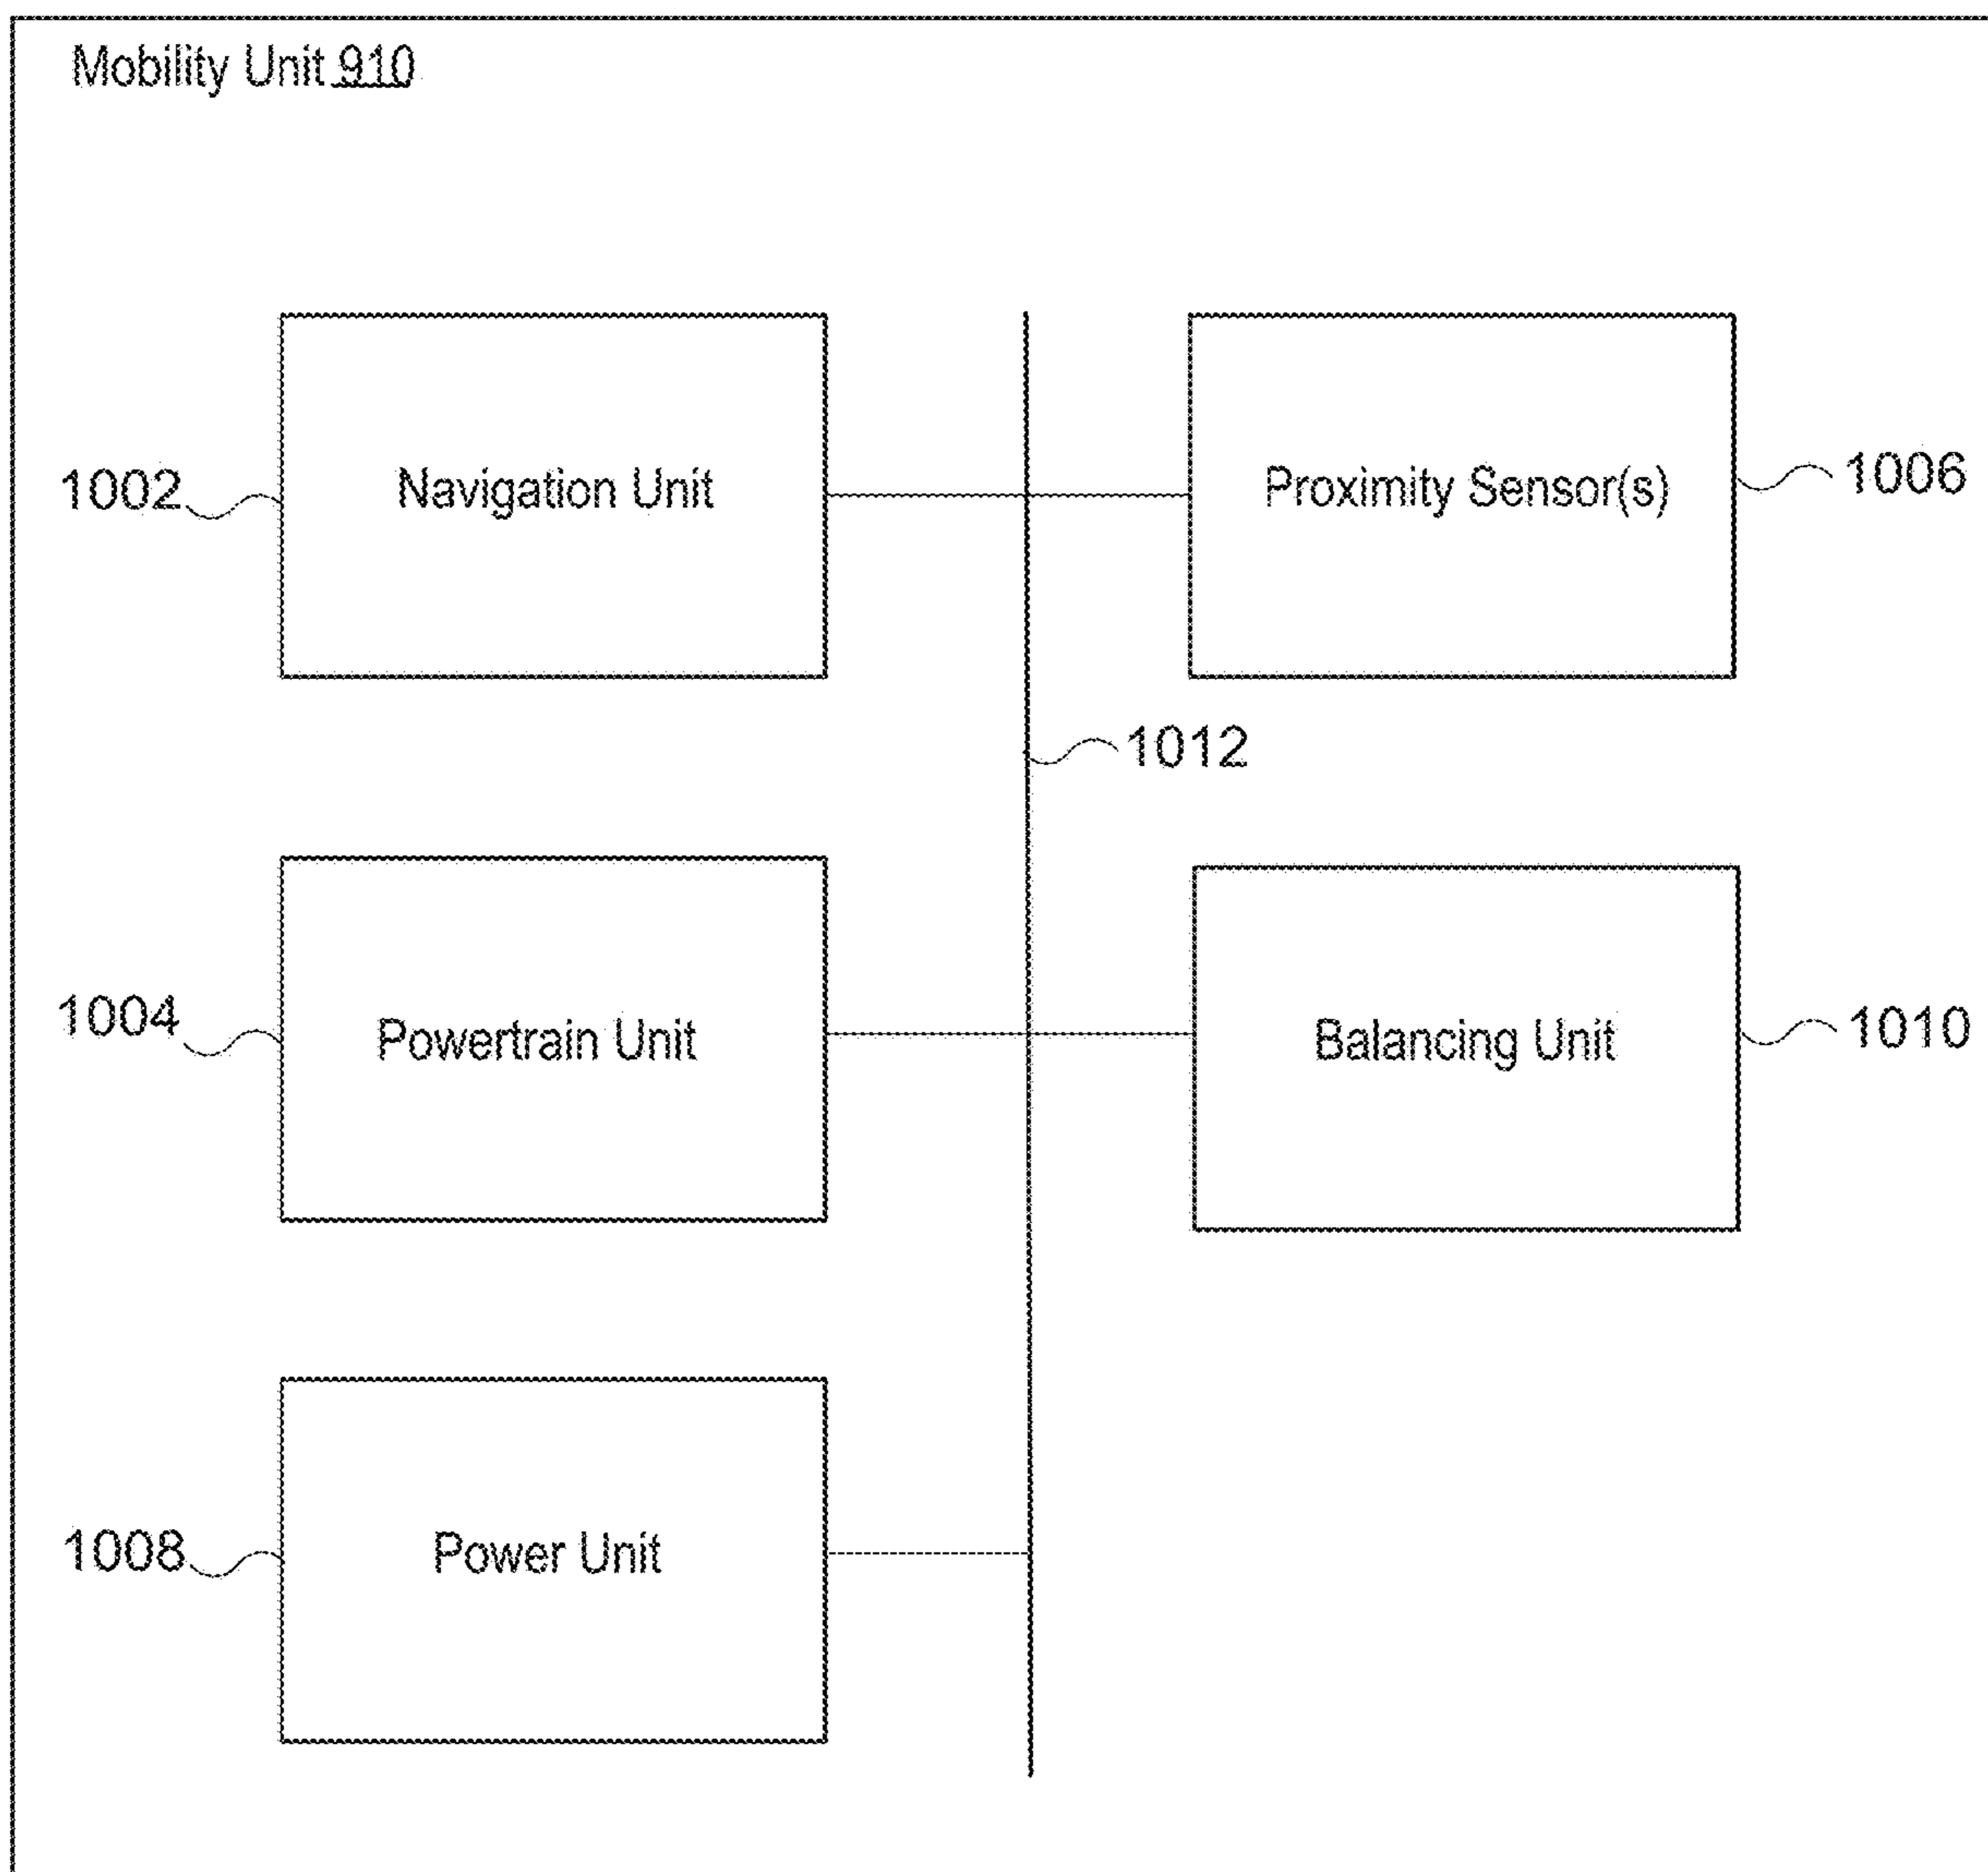 Mobility Unit 910
1002
Navigation Unit
Proximity Sensor(s)
1006
1012
1004
Powertrain Unit
Balancing Unit
1010
1008
Power Unit